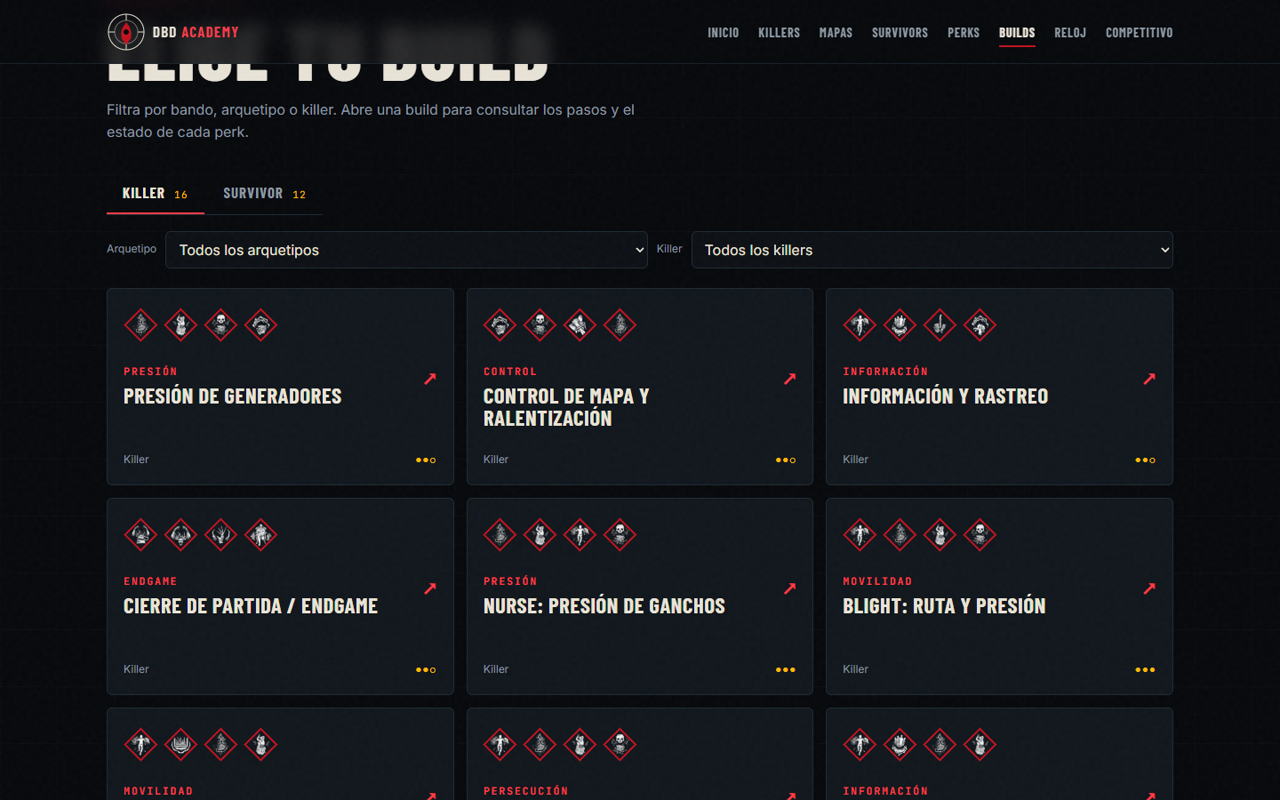 DBD ACADEMY
INICIO KILLERS MAPAS SURVIVORS PERKS BUILDS RELOJ COMPETITIVO
ELIGE TU BUILD
Filtra por bando, arquetipo o killer. Abre una build para consultar los pasos y el
estado de cada perk.
KILLER 16 SURVIVOR 12
Arquetipo Todos los arquetipos Killer Todos los killers
PRESIÓN
PRESIÓN DE GENERADORES
Killer
CONTROL
CONTROL DE MAPA Y
RALENTIZACIÓN
Killer
INFORMACIÓN
INFORMACIÓN Y RASTREO
Killer
ENDGAME
CIERRE DE PARTIDA / ENDGAME
Killer
PRESIÓN
NURSE: PRESIÓN DE GANCHOS
Killer
MOVILIDAD
BLIGHT: RUTA Y PRESIÓN
Killer
MOVILIDAD
PERSECUCIÓN
INFORMACIÓN